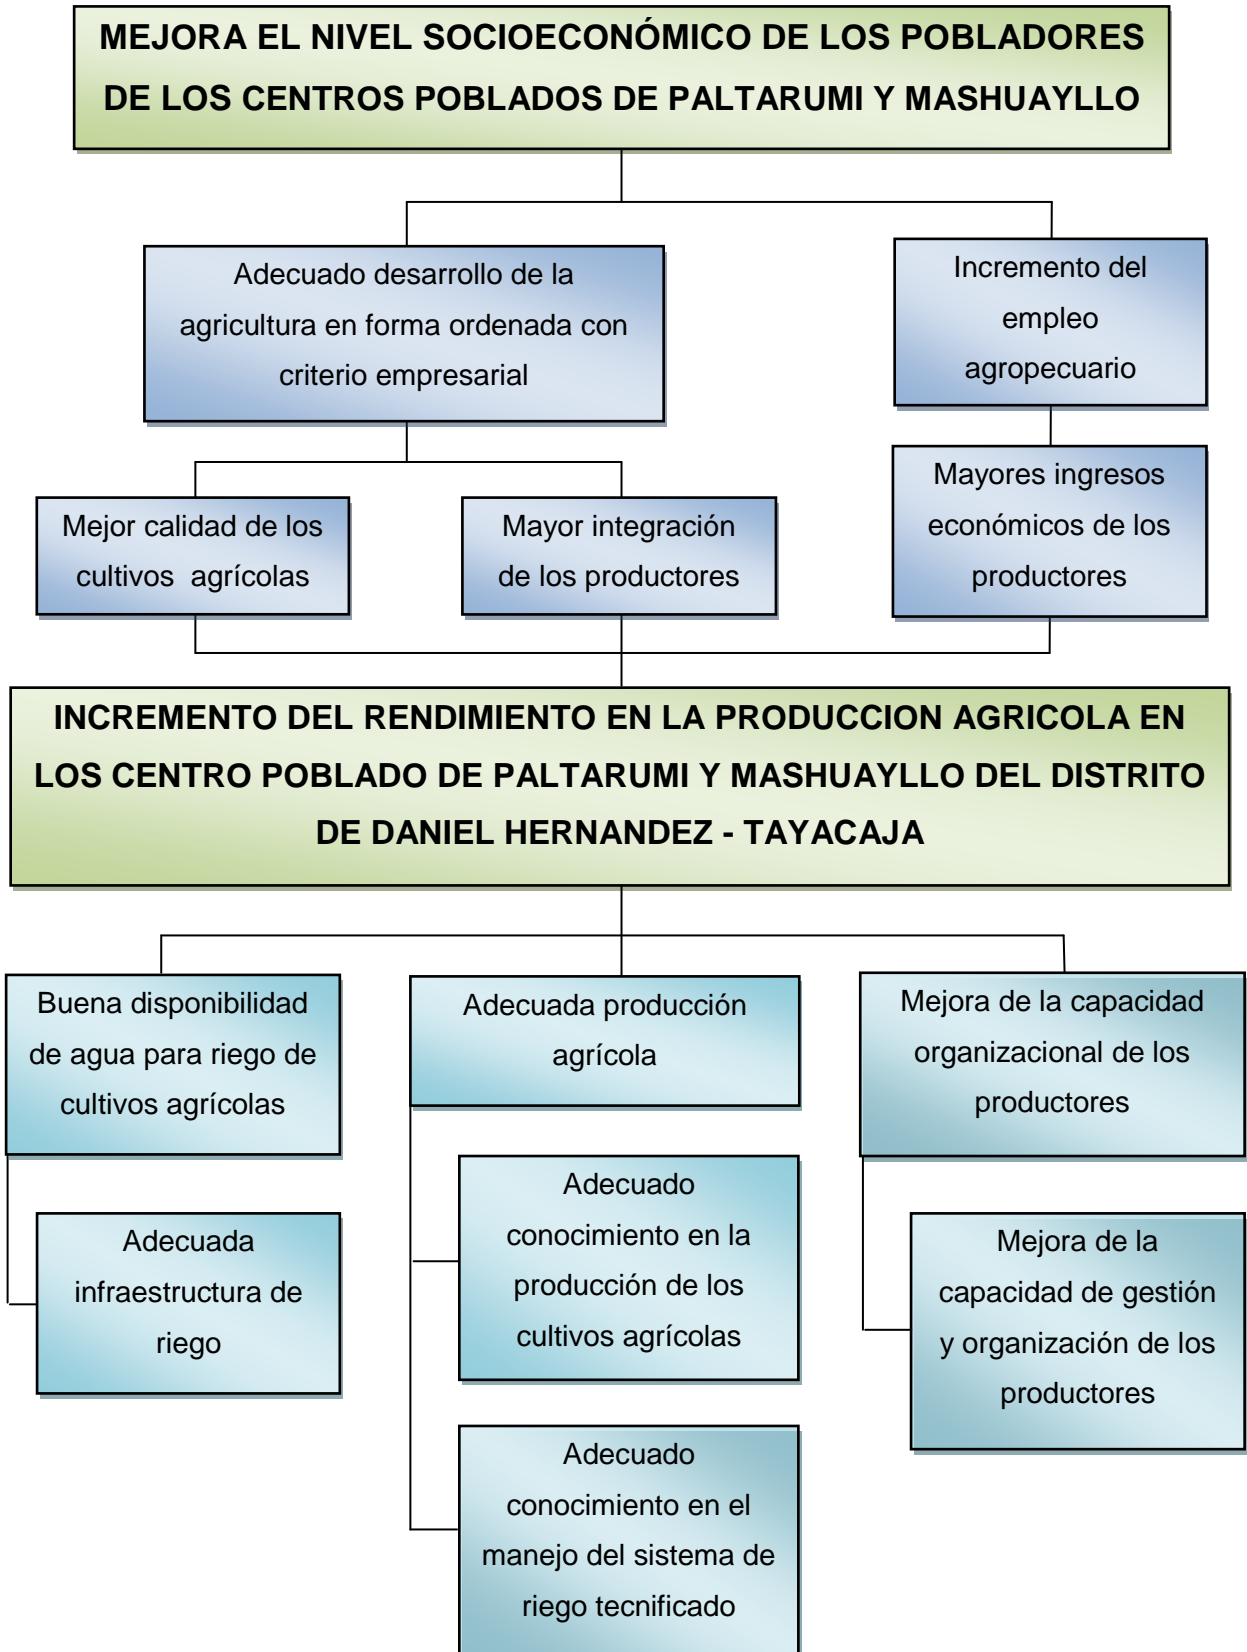 MEJORA EL NIVEL SOCIOECONÓMICO DE LOS POBLADORES
DE LOS CENTROS POBLADOS DE PALTARUMI Y MASHUAYLLO
Adecuado desarrollo de la
agricultura en forma ordenada con
criterio empresarial
Incremento del
empleo
agropecuario
Mejor calidad de los
cultivos agrícolas
Mayor integración
de los productores
Mayores ingresos
económicos de los
productores
INCREMENTO DEL RENDIMIENTO EN LA PRODUCCION AGRICOLA EN
LOS CENTRO POBLADO DE PALTARUMI Y MASHUAYLLO DEL DISTRITO
DE DANIEL HERNANDEZ - TAYACAJA
Buena disponibilidad
de agua para riego de
cultivos agrícolas
Adecuada
infraestructura de
riego
Adecuada producción
agrícola
Adecuado
conocimiento en la
producción de los
cultivos agrícolas
Adecuado
conocimiento en el
manejo del sistema de
riego tecnificado
Mejora de la capacidad
organizacional de los
productores
Mejora de la
capacidad de gestión
y organización de los
productores